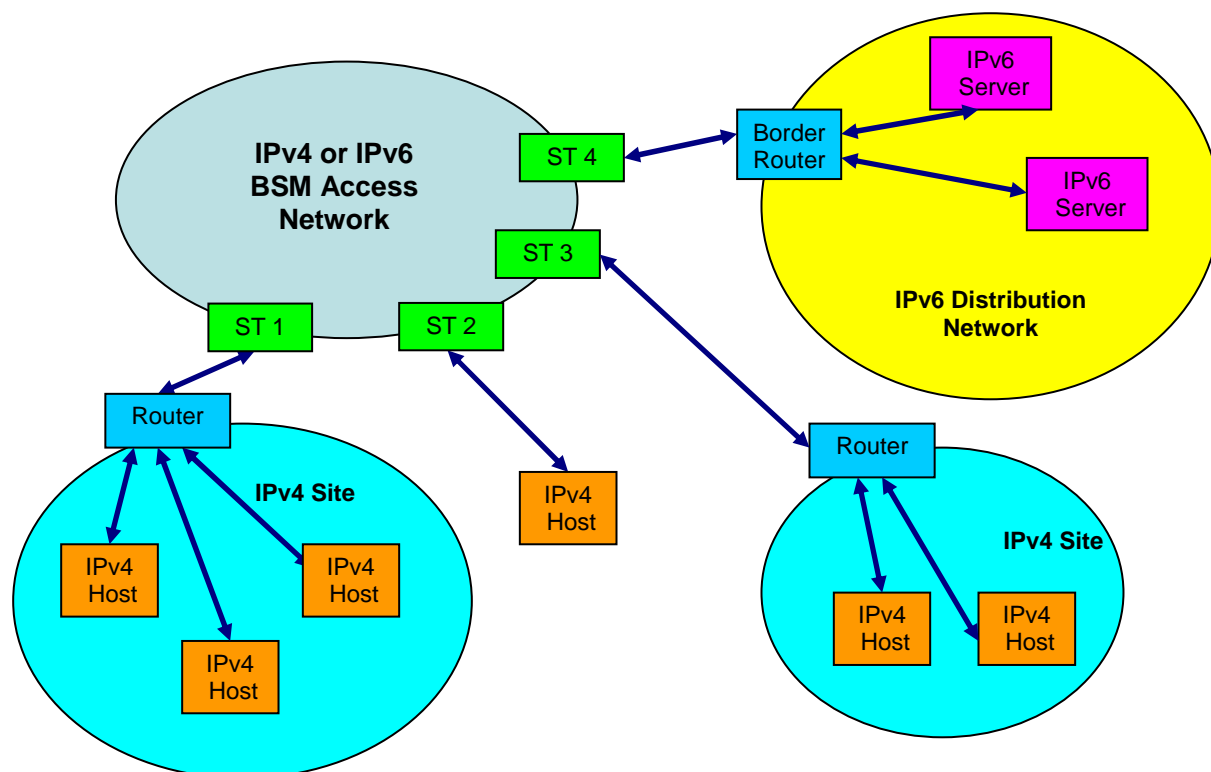 IPv4 or IPv6
BSM Access
Network
ST 4
ST 3
ST 1
ST 2
Border
Router
IPv6
Server
IPv6
Server
IPv6 Distribution
Network
Router
IPv4 Site
IPv4
Host
IPv4
Host
IPv4
Host
IPv4
Host
Router
IPv4 Site
IPv4
Host
IPv4
Host